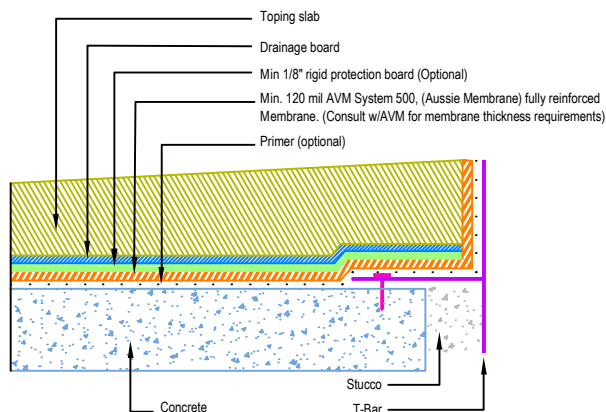 Toping slab
Drainage board
Min 1/8" rigid protection board (Optional)
Min. 120 mil AVM System 500, (Aussie Membrane) fully reinforced
Membrane. (Consult w/AVM for membrane thickness requirements)
Primer (optional)
Stucco
Concrete
T-Bar